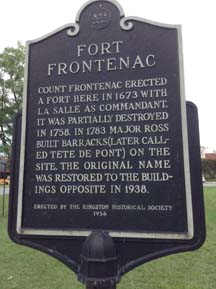 FORT
FRONTENAC
COUNT FRONTENAC ERECTED
A FORT HERE IN 1673 WITH
LA SALLE AS COMMANDANT.
IT WAS PARTIALLY DESTROYED
IN 1758. IN 1783 MAJOR ROSS
BUILT BARRACKS(LATER CALL-
ED TETE DE PONT) ON THE
SITE. THE ORIGINAL NAME
WAS RESTORED TO THE BUILD-
INGS OPPOSITE IN 1938.
ERECTED BY THE KINGSTON HISTORICAL SOCIETY
1956